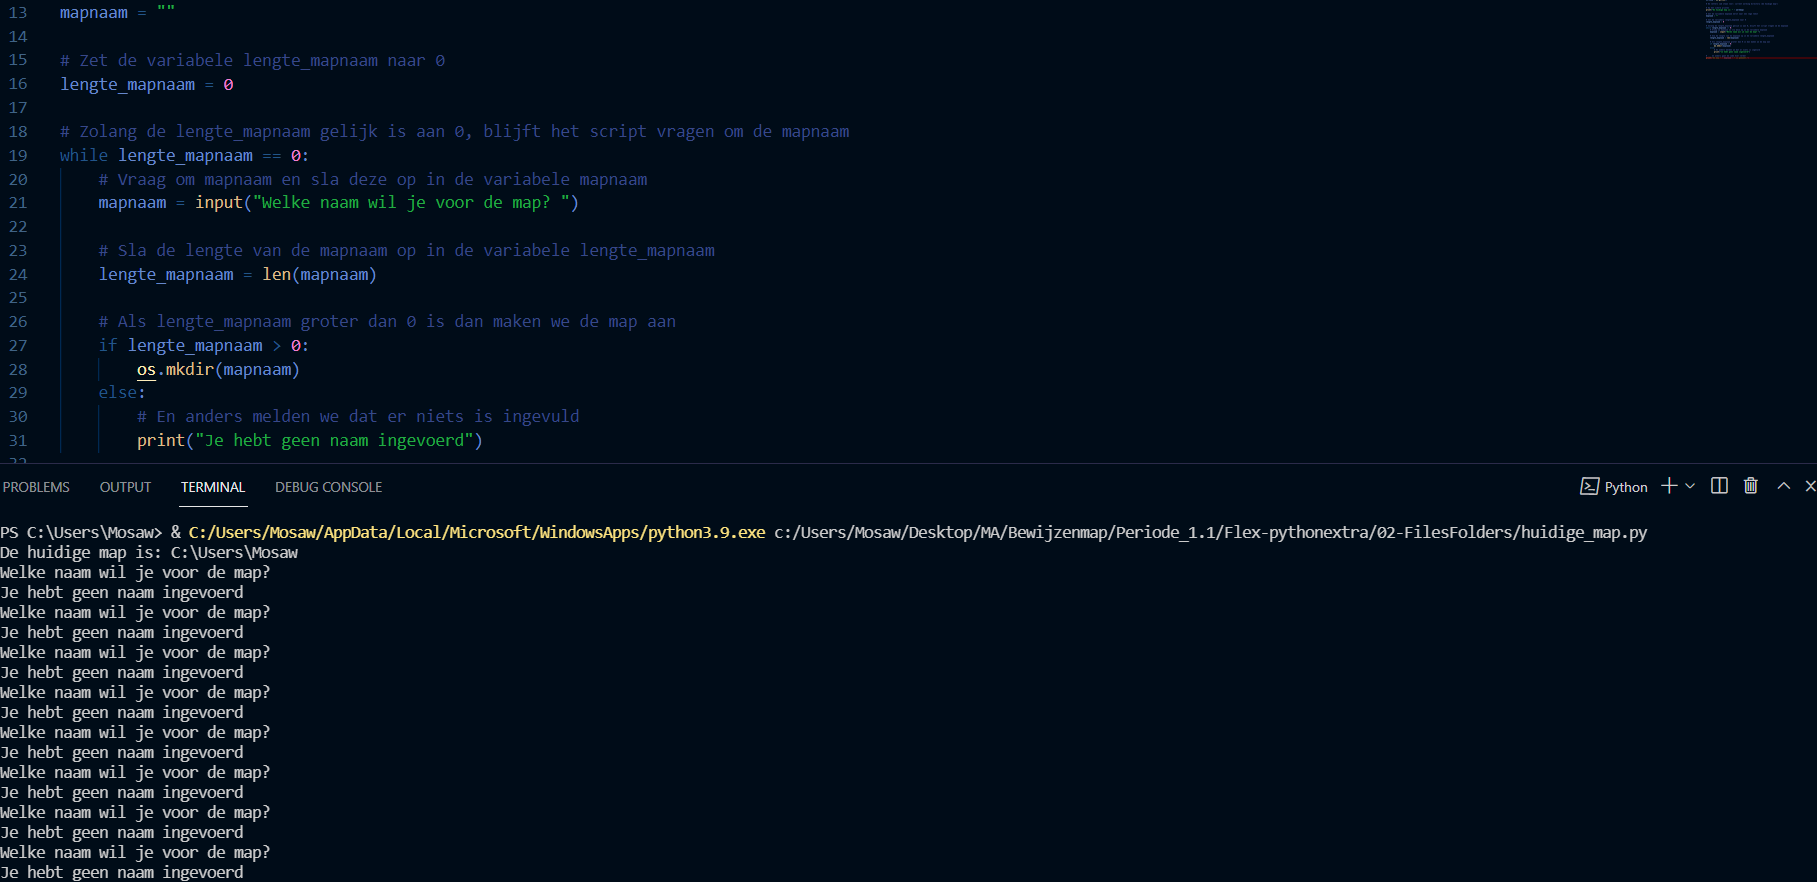 13 mapnaam = ""
14
15 # Zet de variabele lengte_mapnaam naar 0
16 lengte_mapnaam = 0
17
18 # Zolang de lengte_mapnaam gelijk is aan 0, blijft het script vragen om de mapnaam
19 while lengte_mapnaam == 0:
20 # Vraag om mapnaam en sla deze op in de variabele mapnaam
21 mapnaam = input("Welke naam wil je voor de map? ")
22
23 # Sla de lengte van de mapnaam op in de variabele lengte_mapnaam
24 lengte_mapnaam = len(mapnaam)
25
26 # Als lengte_mapnaam groter dan 0 is dan maken we de map aan
27 if lengte_mapnaam > 0:
28 os.mkdir(mapnaam)
29 else:
30 # En anders melden we dat er niets is ingevuld
31 print("Je hebt geen naam ingevoerd")
PROBLEMS OUTPUT TERMINAL DEBUG CONSOLE Python
PS C:\Users\Mosaw> & C:/Users/Mosaw/AppData/Local/Microsoft/WindowsApps/python3.9.exe c:/Users/Mosaw/Desktop/MA/Bewijzenmap/Periode_1.1/Flex-pythonextra/02-FilesFolders/huidige_map.py
De huidige map is: C:\Users\Mosaw
Welke naam wil je voor de map?
Je hebt geen naam ingevoerd
Welke naam wil je voor de map?
Je hebt geen naam ingevoerd
Welke naam wil je voor de map?
Je hebt geen naam ingevoerd
Welke naam wil je voor de map?
Je hebt geen naam ingevoerd
Welke naam wil je voor de map?
Je hebt geen naam ingevoerd
Welke naam wil je voor de map?
Je hebt geen naam ingevoerd
Welke naam wil je voor de map?
Je hebt geen naam ingevoerd
Welke naam wil je voor de map?
Je hebt geen naam ingevoerd